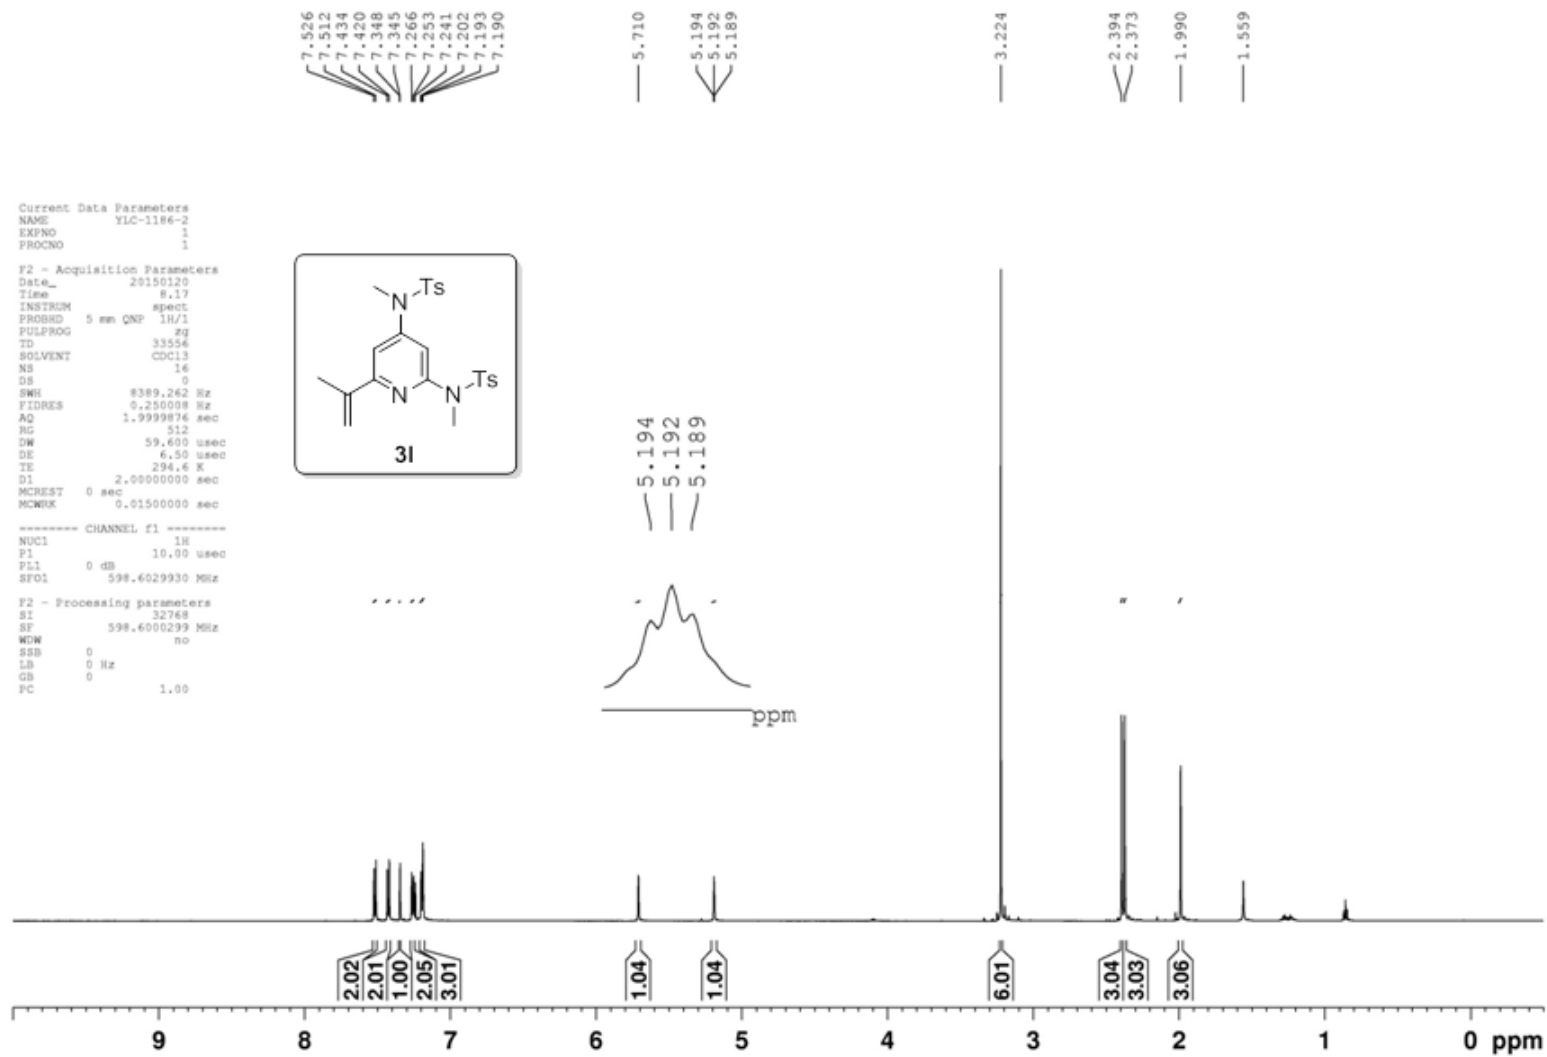 7.526
7.512
7.434
7.420
7.348
7.345
7.266
7.253
7.241
7.202
7.193
7.190
5.710
5.194
5.192
5.189
3.224
2.394
2.373
1.990
1.559
Current Data Parameters
NAME YLC-1186-2
EXPNO 1
PROCNO 1
F2 - Acquisition Parameters
Date_ 20150120
Time 8.17
INSTRUM spect
PROBHD 5 mm QNP 1H/1
PULPROG zg
TD 33556
SOLVENT CDCl3
NS 16
DS 0
SWH 8389.262 Hz
FIDRES 0.250008 Hz
AQ 1.9999876 sec
RG 512
DW 59.600 usec
DE 6.50 usec
TE 294.6 K
D1 2.00000000 sec
MCREST 0 sec
MCWRK 0.01500000 sec
======== CHANNEL f1 ========
NUC1 1H
P1 10.00 usec
PL1 0 dB
SFO1 598.6029930 MHz
F2 - Processing parameters
SI 32768
SF 598.6000299 MHz
WDW no
SSB 0
LB 0 Hz
GB 0
PC 1.00
Ts
N
N
N
Ts
3l
5.194
5.192
5.189
ppm
2.02
2.01
1.00
2.05
3.01
1.04
1.04
6.01
3.04
3.03
3.06
9 8 7 6 5 4 3 2 1 0 ppm